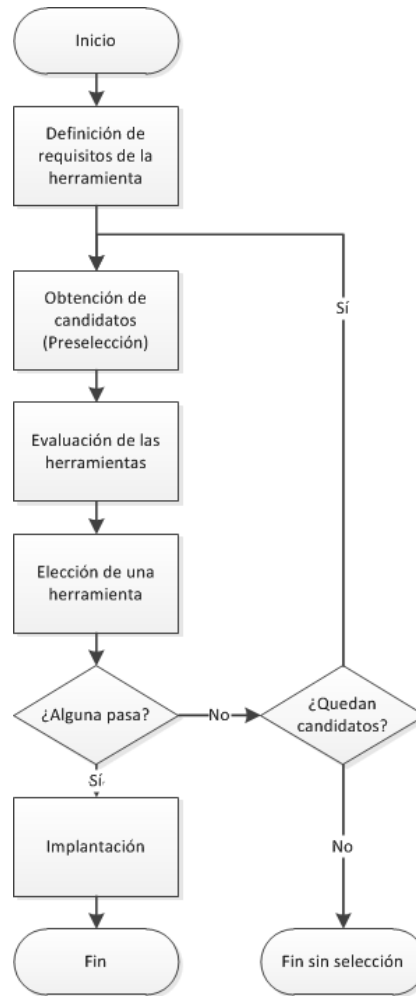 Inicio
Definición de
requisitos de la
herramienta
Obtención de
candidatos
(Preselección)
Sí
Evaluación de las
herramientas
Elección de una
herramienta
¿Alguna pasa?
No
¿Quedan
candidatos?
Sí
Implantación
No
Fin
Fin sin selección